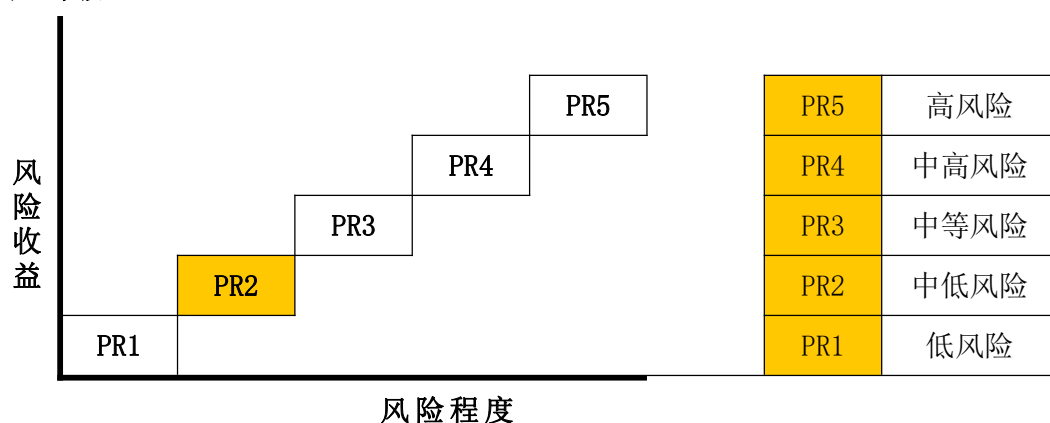 风险收益
PR5
PR4
PR3
PR2
PR1
风险程度
PR5 高风险
PR4 中高风险
PR3 中等风险
PR2 中低风险
PR1 低风险